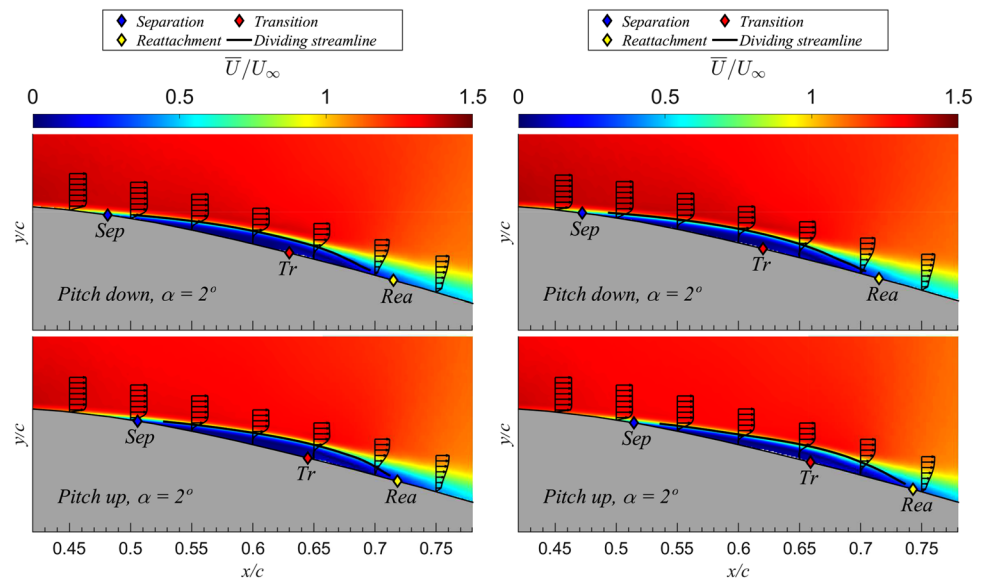 Separation Transition
Reattachment Dividing streamline
U̅/U∞
0 0.5 1 1.5
y/c
Sep
Tr
Rea
Pitch down, α = 2°
y/c
Sep
Tr
Rea
Pitch up, α = 2°
0.45 0.5 0.55 0.6 0.65 0.7 0.75
x/c
Separation Transition
Reattachment Dividing streamline
U̅/U∞
0 0.5 1 1.5
y/c
Sep
Tr
Rea
Pitch down, α = 2°
y/c
Sep
Tr
Rea
Pitch up, α = 2°
0.45 0.5 0.55 0.6 0.65 0.7 0.75
x/c